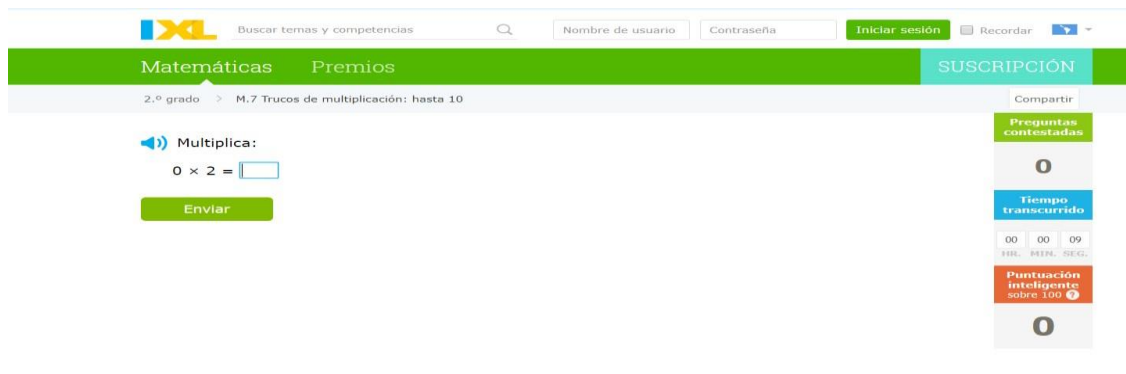 IXL Buscar temas y competencias Nombre de usuario Contraseña Iniciar sesión Recordar
Matemáticas Premios SUSCRIPCIÓN
2.º grado > M.7 Trucos de multiplicación: hasta 10 Compartir
Multiplica:
0 × 2 =
Enviar
Preguntas
contestadas
0
Tiempo
transcurrido
00 00 09
HR. MIN. SEG.
Puntuación
inteligente
sobre 100 ?
0